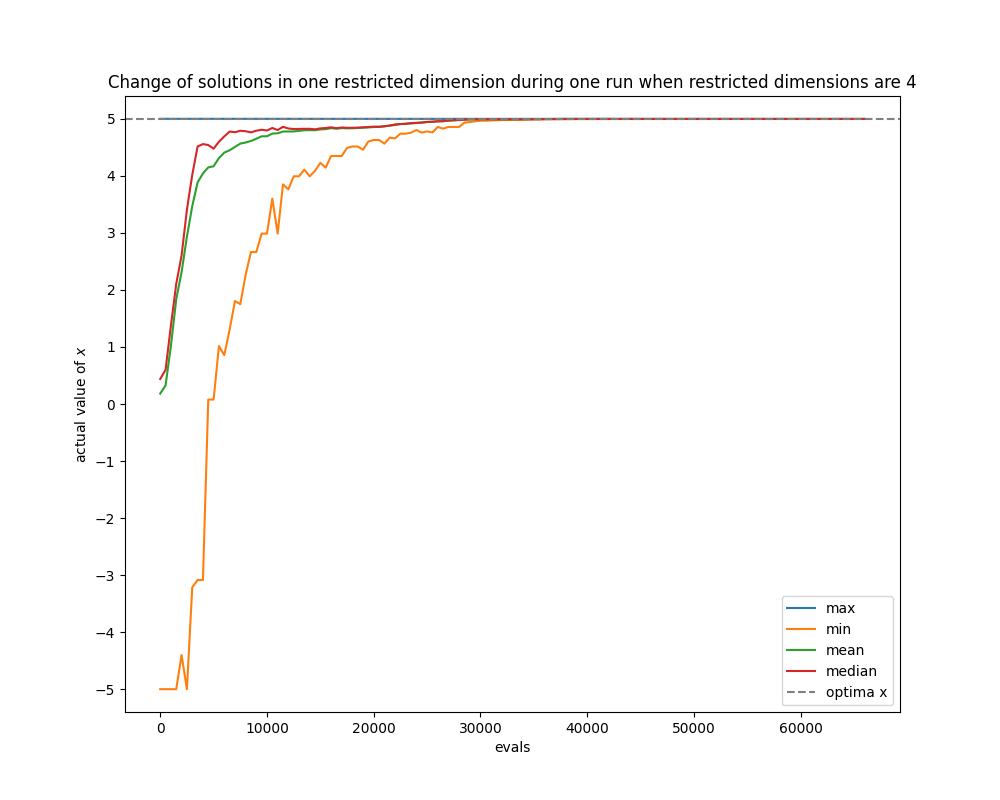 Change of solutions in one restricted dimension during one run when restricted dimensions are 4
5
4
3
2
1
0
−1
−2
−3
−4
−5
actual value of x
0
10000
20000
30000
40000
50000
60000
evals
max
min
mean
median
optima x